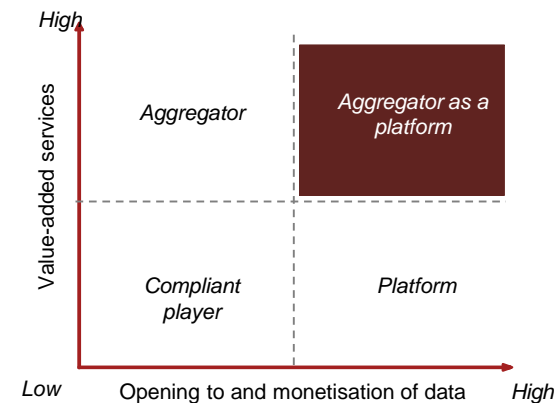 High
Value-added services
Aggregator
Aggregator as a
platform
Compliant
player
Platform
Low
Opening to and monetisation of data
High